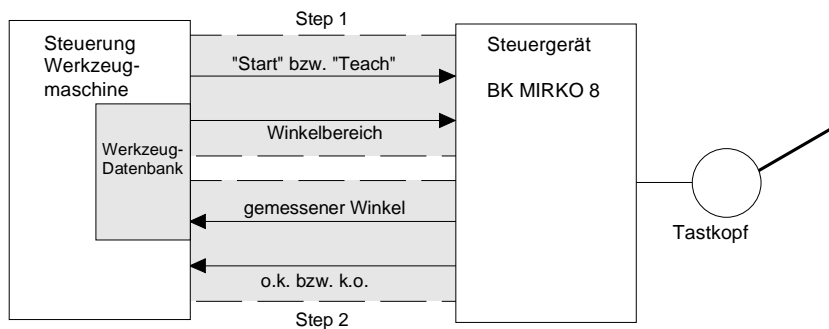 Step 1
Steuerung
Werkzeug-
maschine
"Start" bzw. "Teach"
Winkelbereich
Werkzeug-
Datenbank
gemessener Winkel
o.k. bzw. k.o.
Step 2
Steuergerät
BK MIRKO 8
Tastkopf